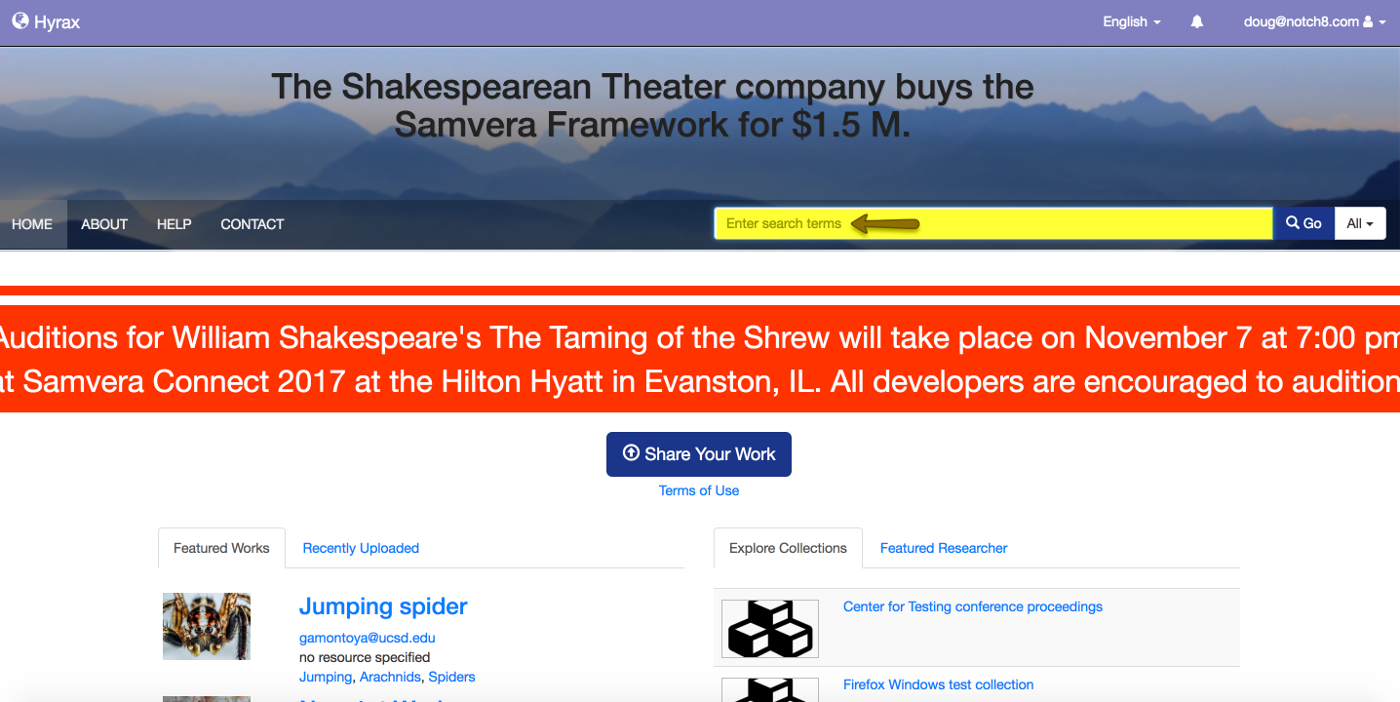 Hyrax
English
doug@notch8.com
The Shakespearean Theater company buys the
Samvera Framework for $1.5 M.
HOME ABOUT HELP CONTACT
Enter search terms
Go
All
Auditions for William Shakespeare's The Taming of the Shrew will take place on November 7 at 7:00 pm
at Samvera Connect 2017 at the Hilton Hyatt in Evanston, IL. All developers are encouraged to audition
Share Your Work
Terms of Use
Featured Works Recently Uploaded
Jumping spider
gamontoya@ucsd.edu
no resource specified
Jumping, Arachnids, Spiders
Explore Collections Featured Researcher
Center for Testing conference proceedings
Firefox Windows test collection